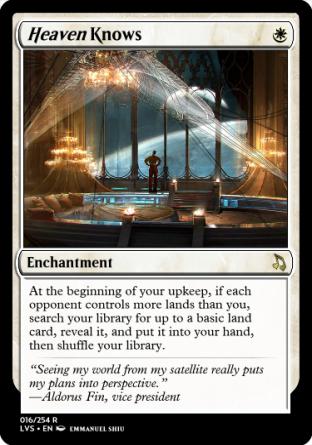 Heaven Knows
Enchantment
At the beginning of your upkeep, if each
opponent controls more lands than you,
search your library for up to a basic land
card, reveal it, and put it into your hand,
then shuffle your library.
“Seeing my world from my satellite really puts
my plans into perspective.”
—Aldorus Fin, vice president
016/254 R
LVS • EN EMMANUEL SHIU